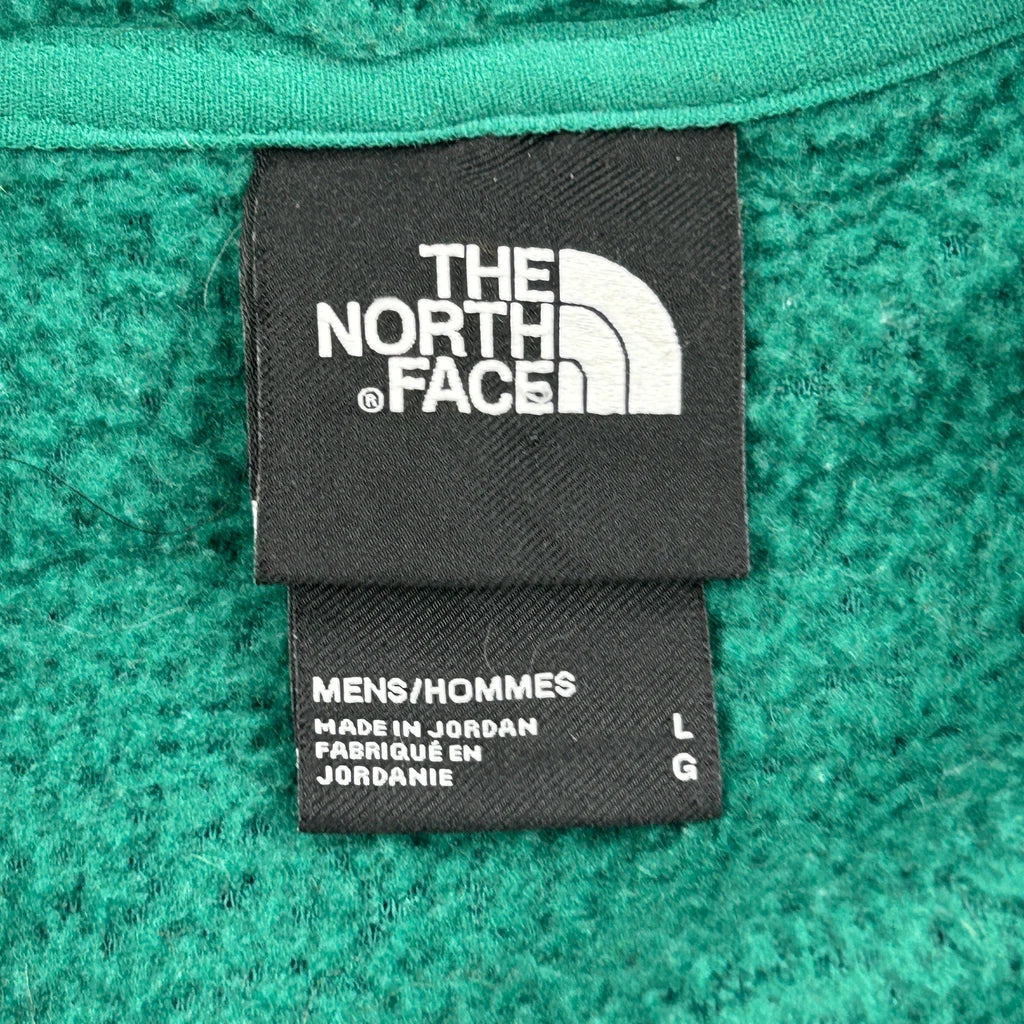 THE
NORTH
®FACE
MENS/HOMMES
MADE IN JORDAN L
FABRIQUÉ EN
JORDANIE G